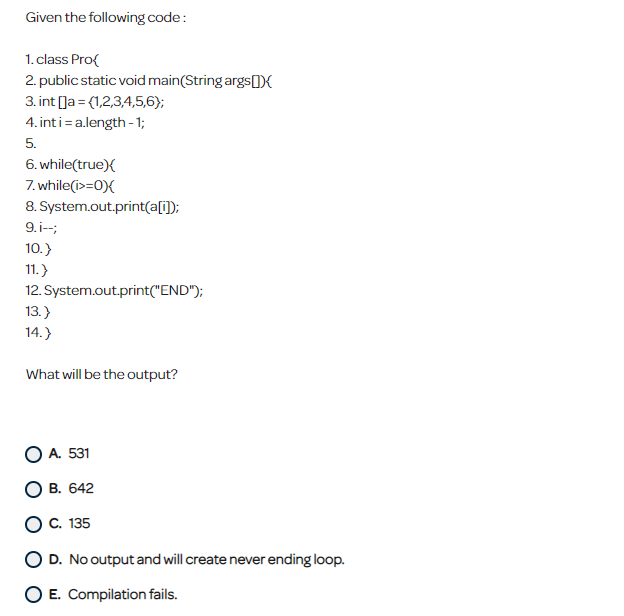 Given the following code :
1. class Pro{
2. public static void main(String args[]){
3. int []a = {1,2,3,4,5,6};
4. int i = a.length - 1;
5.
6. while(true){
7. while(i>=0){
8. System.out.print(a[i]);
9. i--;
10. }
11. }
12. System.out.print("END");
13. }
14. }
What will be the output?
A. 531
B. 642
C. 135
D. No output and will create never ending loop.
E. Compilation fails.